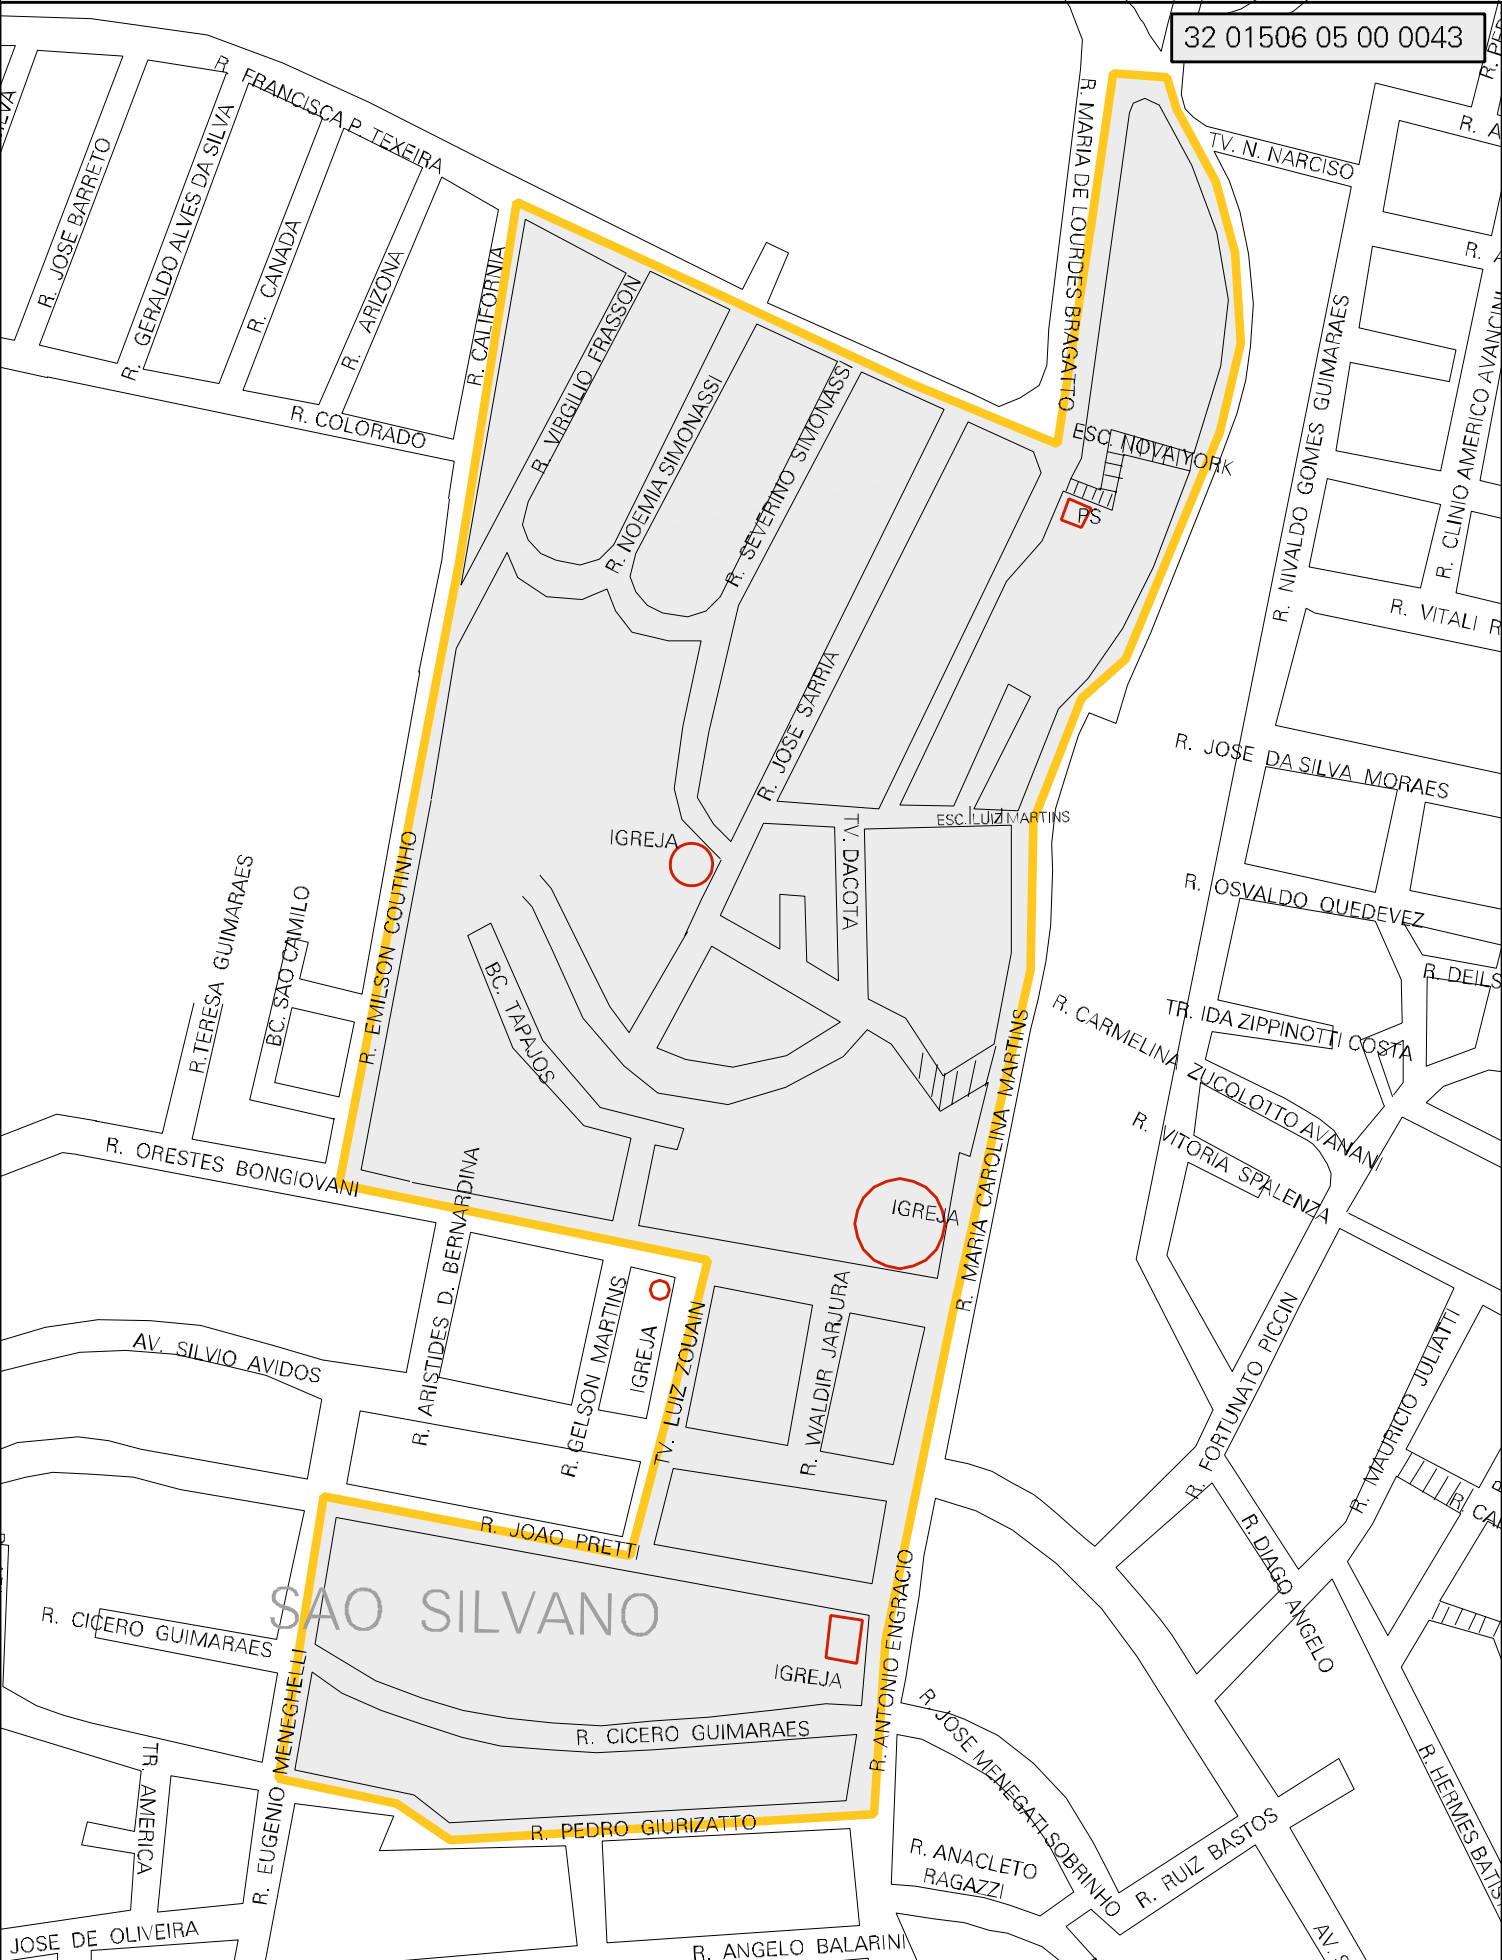 32 01506 05 00 0043
R. FRANCISCA P. TEXEIRA
R. JOSE BARRETO
R. GERALDO ALVES DA SILVA
R. CANADA
R. ARIZONA
R. CALIFORNIA
R. COLORADO
R. MARIA DE LOURDES BRAGATTO
TV. N. NARCISO
R. VIRGILIO FRASSON
R. NOEMIA SIMONASSI
R. SEVERINO SIMONASSI
ESC. NOVA YORK
PS
R. NIVALDO GOMES GUIMARAES
R. CLINIO AMERICO AVANCINI
R. VITALI R
R. JOSE SARRIA
R. JOSE DA SILVA MORAES
ESC. LUIZ MARTINS
IGREJA
TV. DACOTA
R. EMILSON COUTINHO
R. TERESA GUIMARAES
BC. SAO CAMILO
BC. TAPAJOS
R. OSVALDO QUEDEVEZ
R. DEILS
TR. IDA ZIPPINOTTI COSTA
R. CARMELINA ZUCOLOTTO AVANANI
R. VITORIA SPALENZA
R. MARIA CAROLINA MARTINS
R. ORESTES BONGIOVANI
R. ARISTIDES D. BERNARDINA
IGREJA
AV. SILVIO AVIDOS
R. GELSON MARTINS
IGREJA
TV. LUIZ ZOUAIN
R. WALDIR JARJURA
R. FORTUNATO PICCIN
R. MAURICIO JULIATTI
R. CA
R. JOAO PRETTI
R. DIAGO ANGELO
SAO SILVANO
R. CICERO GUIMARAES
R. EUGENIO MENEGHELLI
IGREJA
R. ANTONIO ENGRACIO
R. CICERO GUIMARAES
R. JOSE MENEGATI SOBRINHO
TR. AMERICA
R. PEDRO GIURIZATTO
R. HERMES BATIS
R. ANACLETO
RAGAZZI
R. RUIZ BASTOS
JOSE DE OLIVEIRA
R. ANGELO BALARINI
AV. S